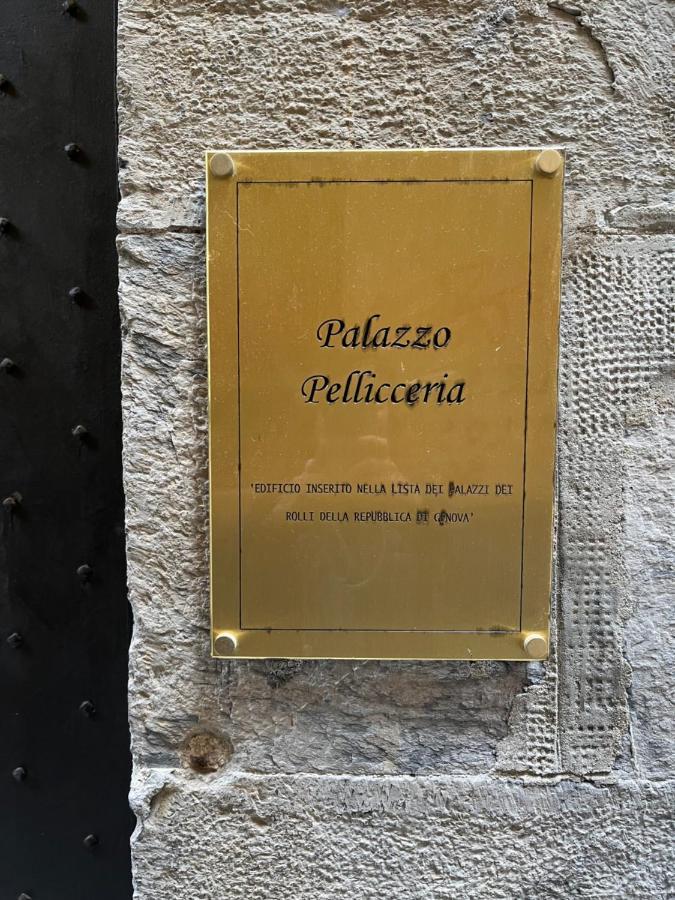 Palazzo
Pellicceria
'EDIFICIO INSERITO NELLA LISTA DEI PALAZZI DEI
ROLLI DELLA REPUBBLICA DI GENOVA'